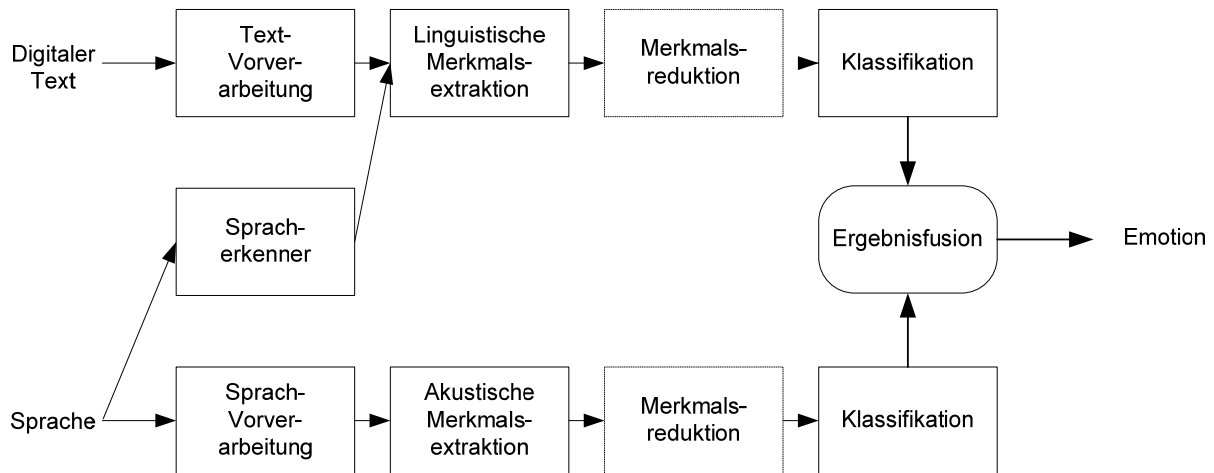 Digitaler
Text
Text-
Vorver-
arbeitung
Linguistische
Merkmals-
extraktion
Merkmals-
reduktion
Klassifikation
Sprach-
erkenner
Ergebnisfusion
Emotion
Sprache
Sprach-
Vorver-
arbeitung
Akustische
Merkmals-
extraktion
Merkmals-
reduktion
Klassifikation